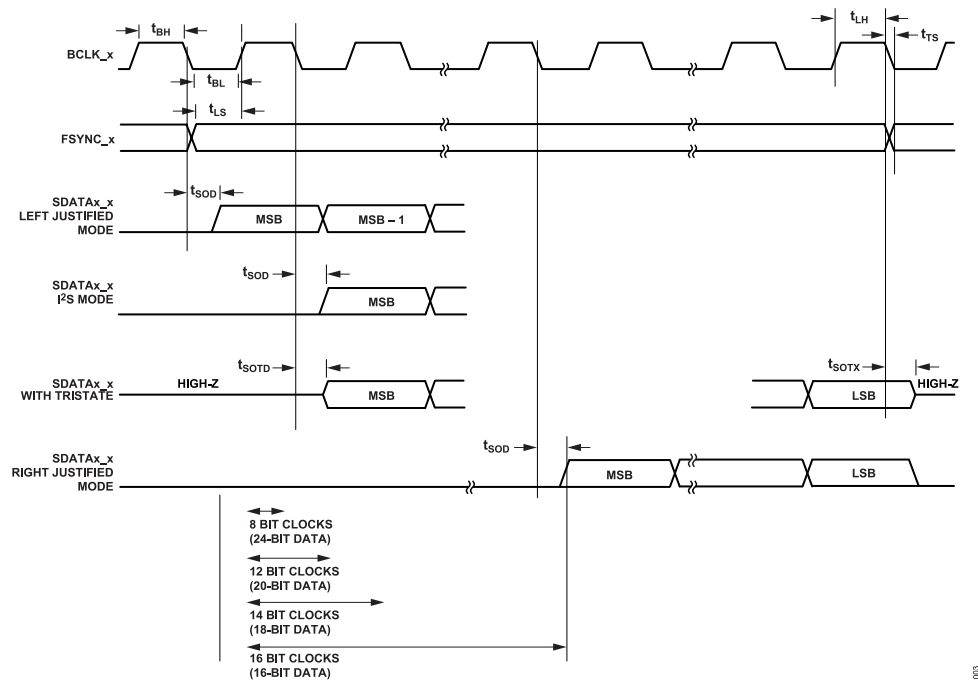 tBH
tLH
tTS
BCLK_x
tBL
tLS
FSYNC_x
tSOD
SDATAx_x
LEFT JUSTIFIED
MODE
MSB
MSB – 1
tSOD
SDATAx_x
I2S MODE
MSB
tSOTD
tSOTX
SDATAx_x
WITH TRISTATE
HIGH-Z
MSB
LSB
HIGH-Z
tSOD
SDATAx_x
RIGHT JUSTIFIED
MODE
MSB
LSB
8 BIT CLOCKS
(24-BIT DATA)
12 BIT CLOCKS
(20-BIT DATA)
14 BIT CLOCKS
(18-BIT DATA)
16 BIT CLOCKS
(16-BIT DATA)
003